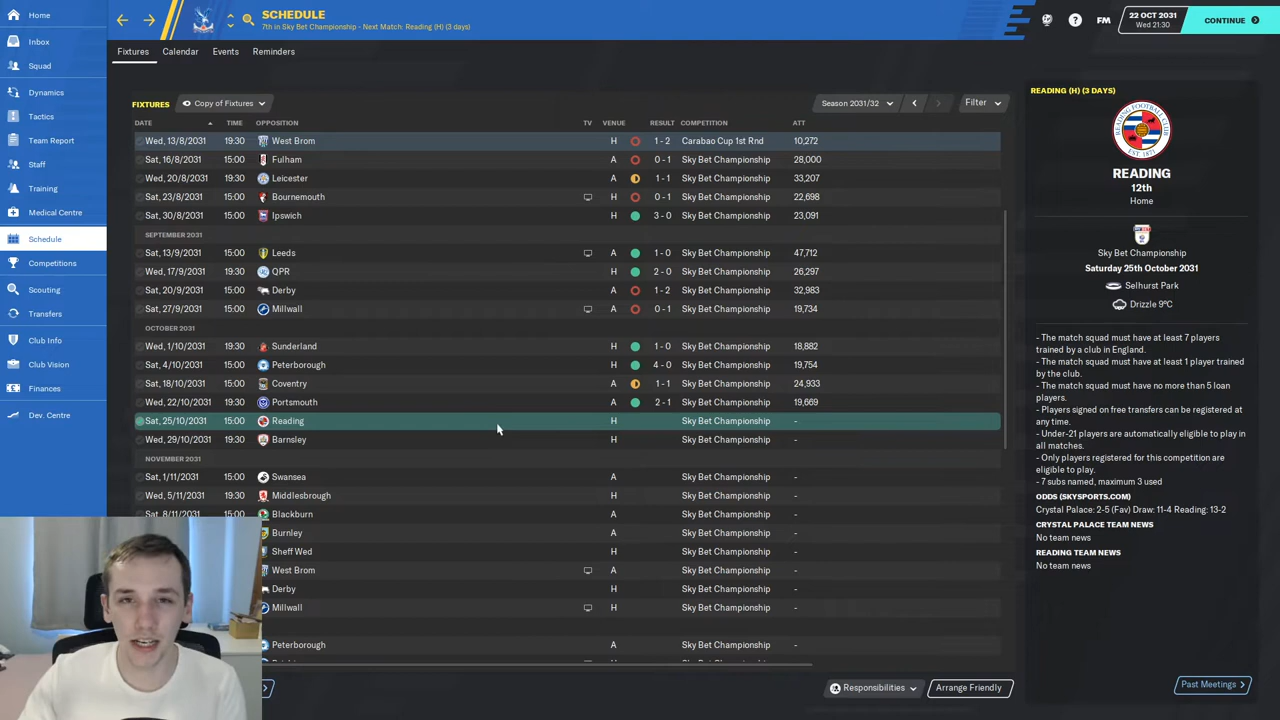 Home
Inbox
Squad
Dynamics
Tactics
Team Report
Staff
Training
Medical Centre
Schedule
Competitions
Scouting
Transfers
Club Info
Club Vision
Finances
Dev. Centre
SCHEDULE
7th in Sky Bet Championship - Next Match: Reading (H) (3 days)
FM
22 OCT 2031
Wed 21:30
CONTINUE
Fixtures Calendar Events Reminders
FIXTURES Copy of Fixtures Season 2031/32 Filter
DATE TIME OPPOSITION TV VENUE RESULT COMPETITION ATT
Wed, 13/8/2031 19:30 West Brom H 1 - 2 Carabao Cup 1st Rnd 10,272
Sat, 16/8/2031 15:00 Fulham A 0 - 1 Sky Bet Championship 28,000
Wed, 20/8/2031 19:30 Leicester A 1 - 1 Sky Bet Championship 33,207
Sat, 23/8/2031 15:00 Bournemouth H 0 - 1 Sky Bet Championship 22,698
Sat, 30/8/2031 15:00 Ipswich H 3 - 0 Sky Bet Championship 23,091
SEPTEMBER 2031
Sat, 13/9/2031 15:00 Leeds A 1 - 0 Sky Bet Championship 47,712
Wed, 17/9/2031 19:30 QPR H 2 - 0 Sky Bet Championship 26,297
Sat, 20/9/2031 15:00 Derby A 1 - 2 Sky Bet Championship 32,983
Sat, 27/9/2031 15:00 Millwall A 0 - 1 Sky Bet Championship 19,734
OCTOBER 2031
Wed, 1/10/2031 19:30 Sunderland H 1 - 0 Sky Bet Championship 18,882
Sat, 4/10/2031 15:00 Peterborough H 4 - 0 Sky Bet Championship 19,754
Sat, 18/10/2031 15:00 Coventry A 1 - 1 Sky Bet Championship 24,933
Wed, 22/10/2031 19:30 Portsmouth A 2 - 1 Sky Bet Championship 19,669
Sat, 25/10/2031 15:00 Reading H Sky Bet Championship -
Wed, 29/10/2031 19:30 Barnsley H Sky Bet Championship -
NOVEMBER 2031
Sat, 1/11/2031 15:00 Swansea A Sky Bet Championship -
Wed, 5/11/2031 19:30 Middlesbrough H Sky Bet Championship -
Sat, 8/11/2031 15:00 Blackburn A Sky Bet Championship -
Burnley A Sky Bet Championship -
Sheff Wed H Sky Bet Championship -
West Brom A Sky Bet Championship -
Derby H Sky Bet Championship -
Millwall H Sky Bet Championship -
Peterborough A Sky Bet Championship -
Responsibilities Arrange Friendly
READING (H) (3 DAYS)
READING FOOTBALL CLUB
EST. 1871
READING
12th
Home
Sky Bet Championship
Saturday 25th October 2031
Selhurst Park
Drizzle 9°C
- The match squad must have at least 7 players
trained by a club in England.
- The match squad must have at least 1 player trained
by the club.
- The match squad must have no more than 5 loan
players.
- Players signed on free transfers can be registered at
any time.
- Under-21 players are automatically eligible to play in
all matches.
- Only players registered for this competition are
eligible to play.
- 7 subs named, maximum 3 used
ODDS (SKYSPORTS.COM)
Crystal Palace: 2-5 (Fav) Draw: 11-4 Reading: 13-2
CRYSTAL PALACE TEAM NEWS
No team news
READING TEAM NEWS
No team news
Past Meetings